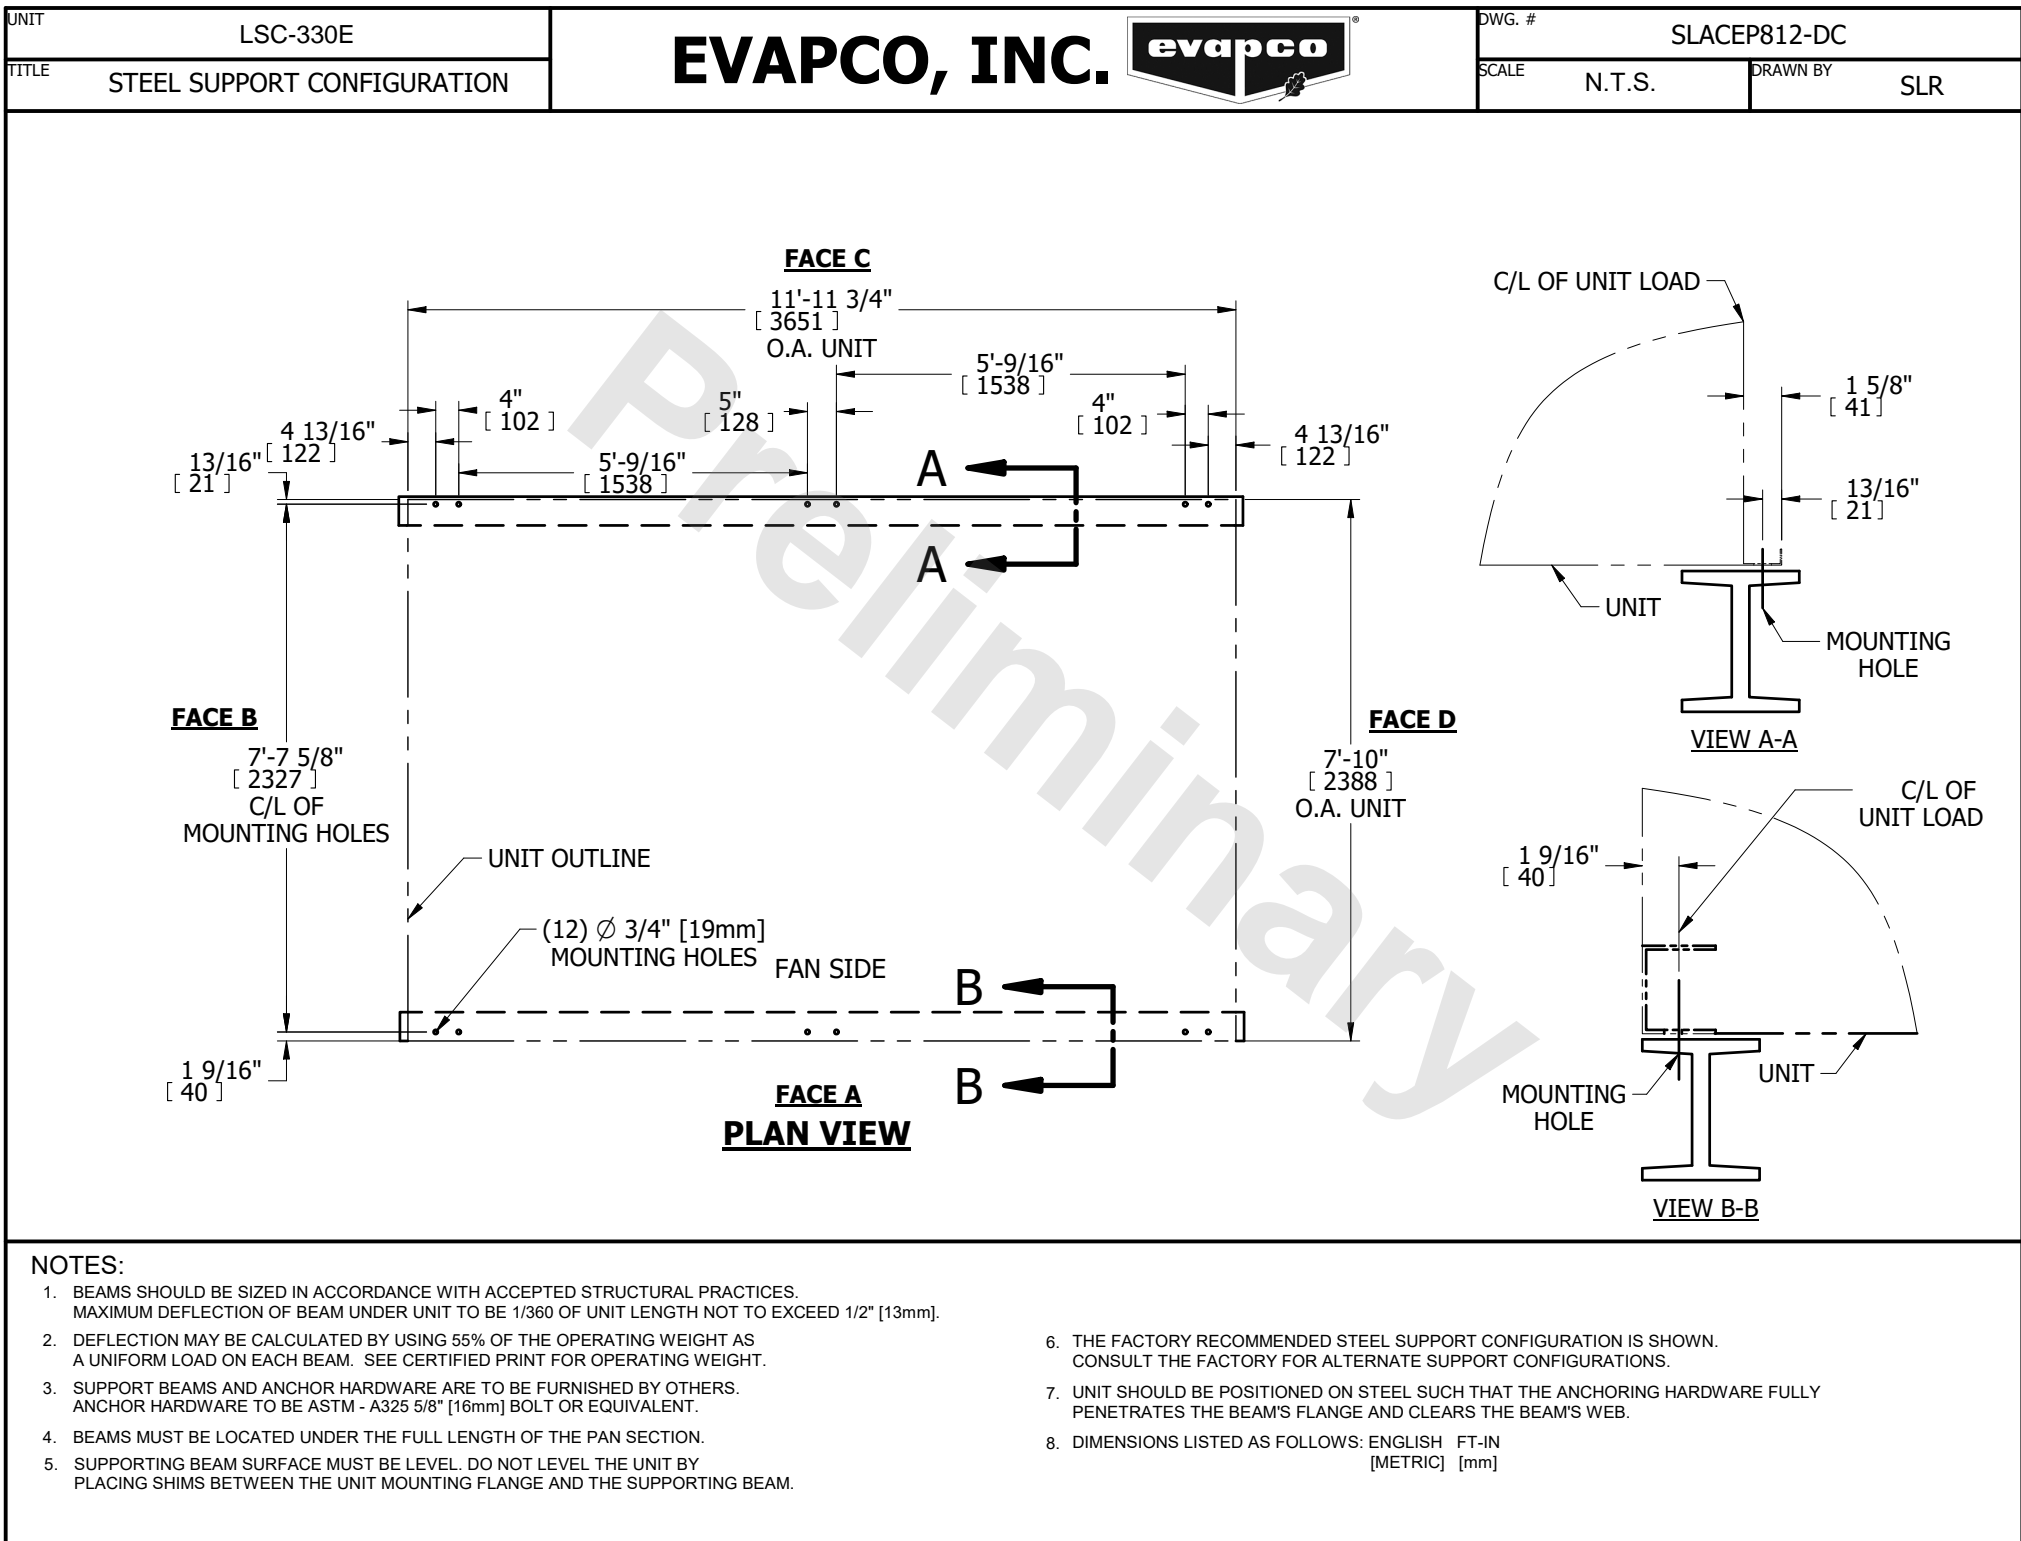 UNIT
LSC-330E
TITLE
STEEL SUPPORT CONFIGURATION
EVAPCO, INC.
evapco
®
DWG. #
SLACEP812-DC
SCALE
N.T.S.
DRAWN BY
SLR
FACE C
11'-11 3/4"
[ 3651 ]
O.A. UNIT
5'-9/16"
[ 1538 ]
4"
[ 102 ]
5"
[ 128 ]
4"
[ 102 ]
4 13/16"
[ 122 ]
4 13/16"
[ 122 ]
13/16"
[ 21 ]
5'-9/16"
[ 1538 ]
A
A
FACE B
7'-7 5/8"
[ 2327 ]
C/L OF
MOUNTING HOLES
FACE D
7'-10"
[ 2388 ]
O.A. UNIT
UNIT OUTLINE
(12) Ø 3/4" [19mm]
MOUNTING HOLES
FAN SIDE
B
B
1 9/16"
[ 40 ]
FACE A
PLAN VIEW
Preliminary
C/L OF UNIT LOAD
1 5/8"
[ 41]
13/16"
[ 21]
UNIT
MOUNTING
HOLE
VIEW A-A
C/L OF
UNIT LOAD
1 9/16"
[ 40]
UNIT
MOUNTING
HOLE
VIEW B-B
NOTES:
1. BEAMS SHOULD BE SIZED IN ACCORDANCE WITH ACCEPTED STRUCTURAL PRACTICES.
MAXIMUM DEFLECTION OF BEAM UNDER UNIT TO BE 1/360 OF UNIT LENGTH NOT TO EXCEED 1/2" [13mm].
2. DEFLECTION MAY BE CALCULATED BY USING 55% OF THE OPERATING WEIGHT AS
A UNIFORM LOAD ON EACH BEAM. SEE CERTIFIED PRINT FOR OPERATING WEIGHT.
3. SUPPORT BEAMS AND ANCHOR HARDWARE ARE TO BE FURNISHED BY OTHERS.
ANCHOR HARDWARE TO BE ASTM - A325 5/8" [16mm] BOLT OR EQUIVALENT.
4. BEAMS MUST BE LOCATED UNDER THE FULL LENGTH OF THE PAN SECTION.
5. SUPPORTING BEAM SURFACE MUST BE LEVEL. DO NOT LEVEL THE UNIT BY
PLACING SHIMS BETWEEN THE UNIT MOUNTING FLANGE AND THE SUPPORTING BEAM.
6. THE FACTORY RECOMMENDED STEEL SUPPORT CONFIGURATION IS SHOWN.
CONSULT THE FACTORY FOR ALTERNATE SUPPORT CONFIGURATIONS.
7. UNIT SHOULD BE POSITIONED ON STEEL SUCH THAT THE ANCHORING HARDWARE FULLY
PENETRATES THE BEAM'S FLANGE AND CLEARS THE BEAM'S WEB.
8. DIMENSIONS LISTED AS FOLLOWS: ENGLISH FT-IN
[METRIC] [mm]